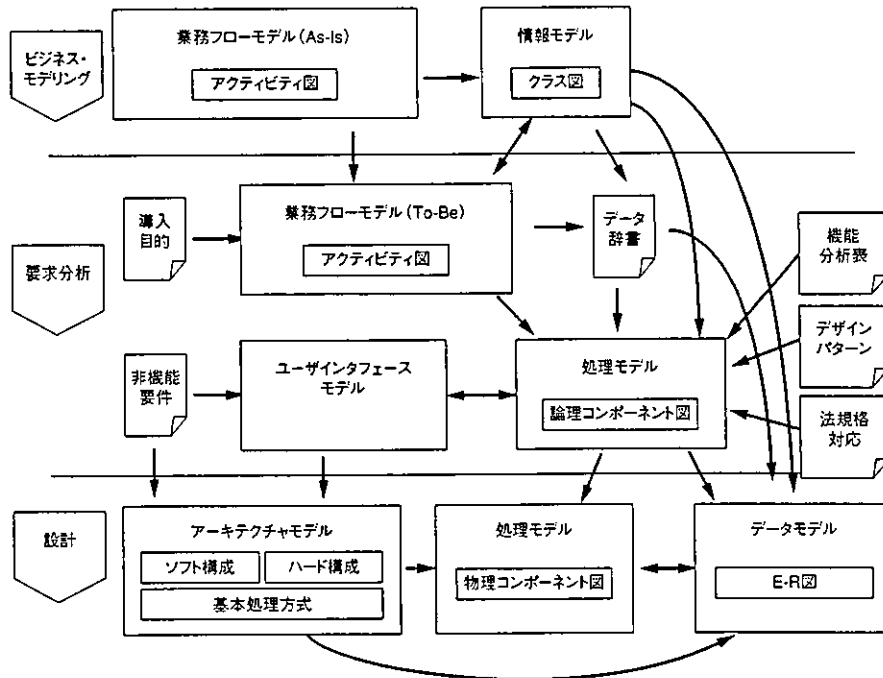 業務フローモデル(As-Is)
情報モデル
ビジネス・
モデリング
アクティビティ図
クラス図
業務フローモデル(To-Be)
導入
目的
データ
辞書
機能
分析表
アクティビティ図
要求分析
デザイン
パターン
ユーザインタフェース
モデル
処理モデル
非機能
要件
論理コンポーネント図
法規格
対応
アーキテクチャモデル
処理モデル
データモデル
設計
ソフト構成
ハード構成
物理コンポーネント図
E-R図
基本処理方式